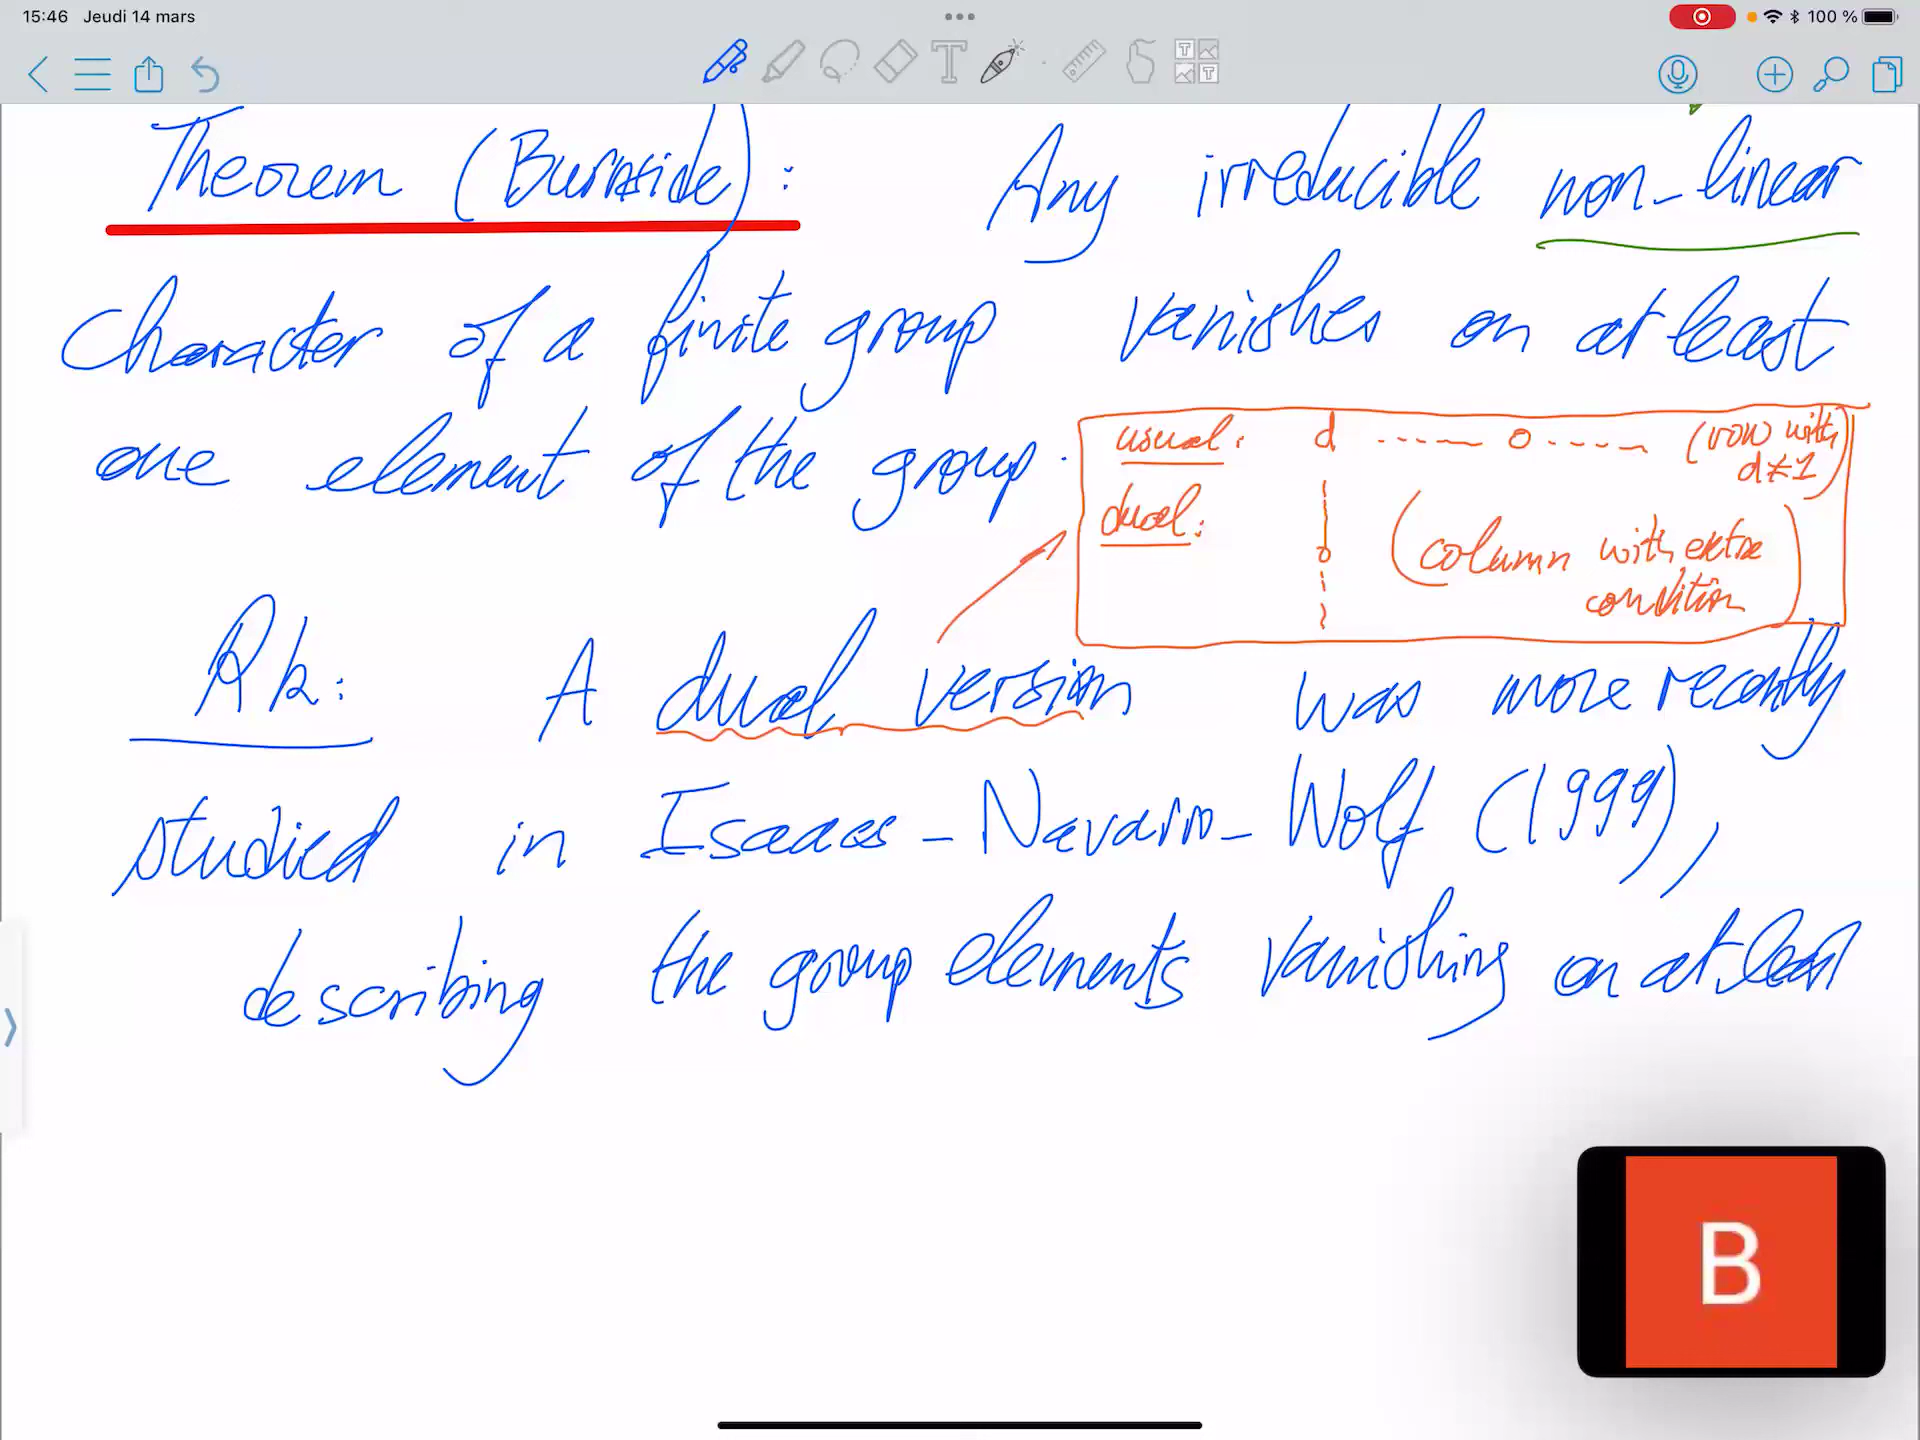 15:46 Jeudi 14 mars
100 %
Theorem (Burnside): Any irreducible non-linear
character of a finite group vanishes on at least
one element of the group.
usual: d ----- 0 ---- (row with d≠1)
dual: 0 (column with extra condition)
Rk: A dual version was more recently
studied in Isaacs-Navarro-Wolf (1999),
describing the group elements vanishing on at least
B